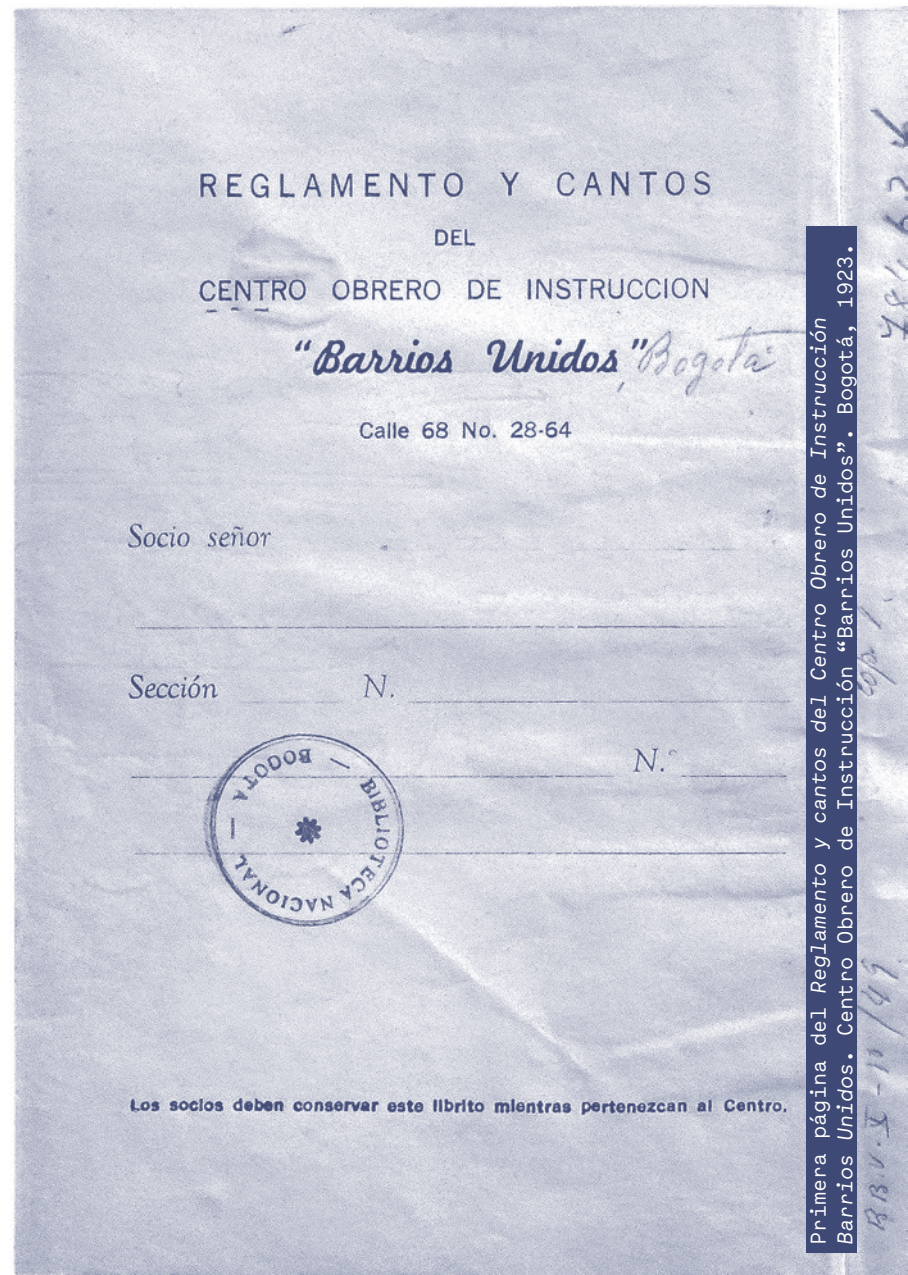 REGLAMENTO Y CANTOS
DEL
CENTRO OBRERO DE INSTRUCCION
"Barrios Unidos" Bogotá
Calle 68 No. 28-64
Socio señor
Sección N.
N.º
BIBLIOTECA NACIONAL — BOGOTA —
Los socios deben conservar este librito mientras pertenezcan al Centro.
Primera página del Reglamento y cantos del Centro Obrero de Instrucción
Barrios Unidos. Centro Obrero de Instrucción “Barrios Unidos”. Bogotá, 1923.
cop. 1